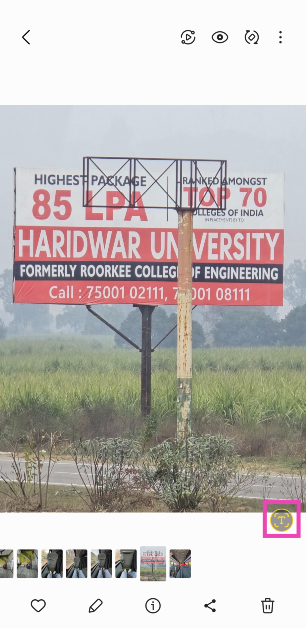 HIGHEST PACKAGE
85 LPA
RANKED AMONGST
TOP 70
COLLEGES OF INDIA
HARIDWAR UNIVERSITY
FORMERLY ROORKEE COLLEGE OF ENGINEERING
Call : 75001 02111, 75001 08111
T